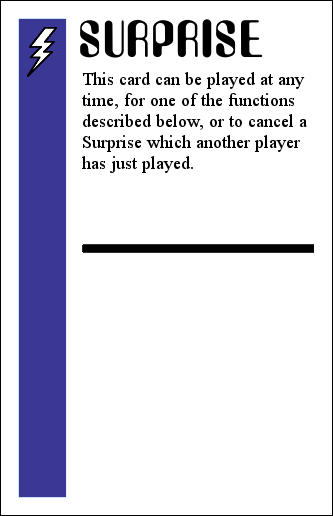 SURPRISE
This card can be played at any
time, for one of the functions
described below, or to cancel a
Surprise which another player
has just played.